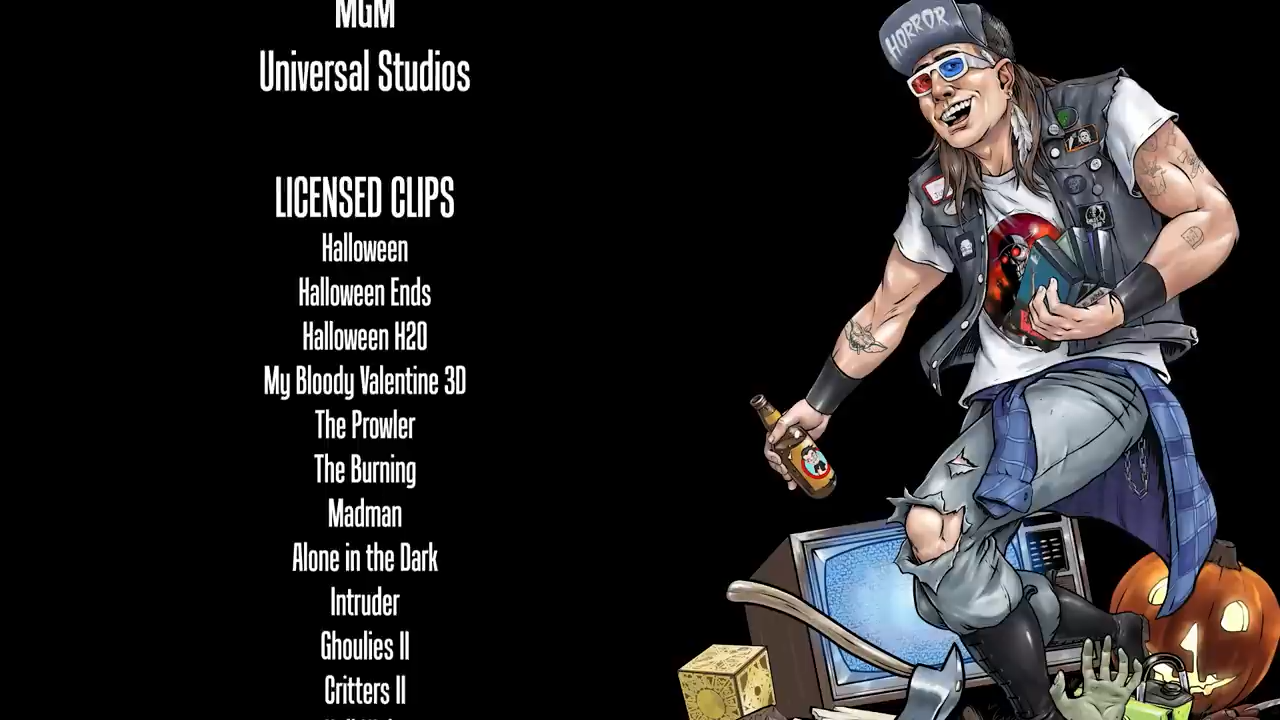 MGM
Universal Studios
LICENSED CLIPS
Halloween
Halloween Ends
Halloween H20
My Bloody Valentine 3D
The Prowler
The Burning
Madman
Alone in the Dark
Intruder
Ghoulies II
Critters II
HORROR